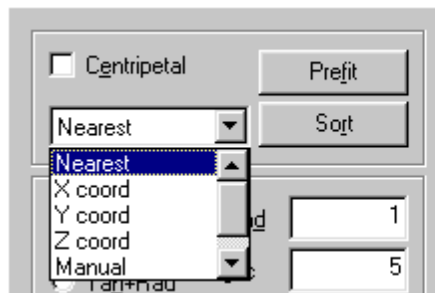 Centripetal Prefit
Nearest Sort
Nearest
X coord
Y coord
Z coord 1
Manual 5